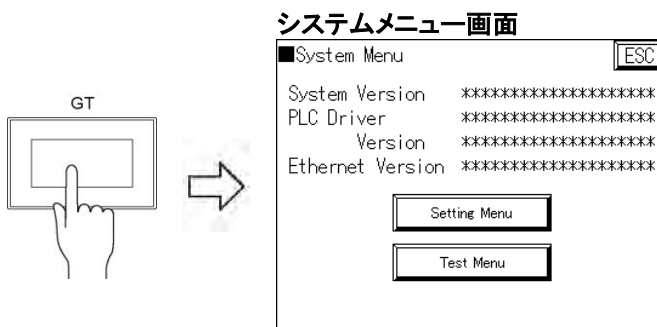 システムメニュー画面
■System Menu ESC
System Version ********************
PLC Driver ********************
Version ********************
Ethernet Version ********************
GT
Setting Menu
Test Menu